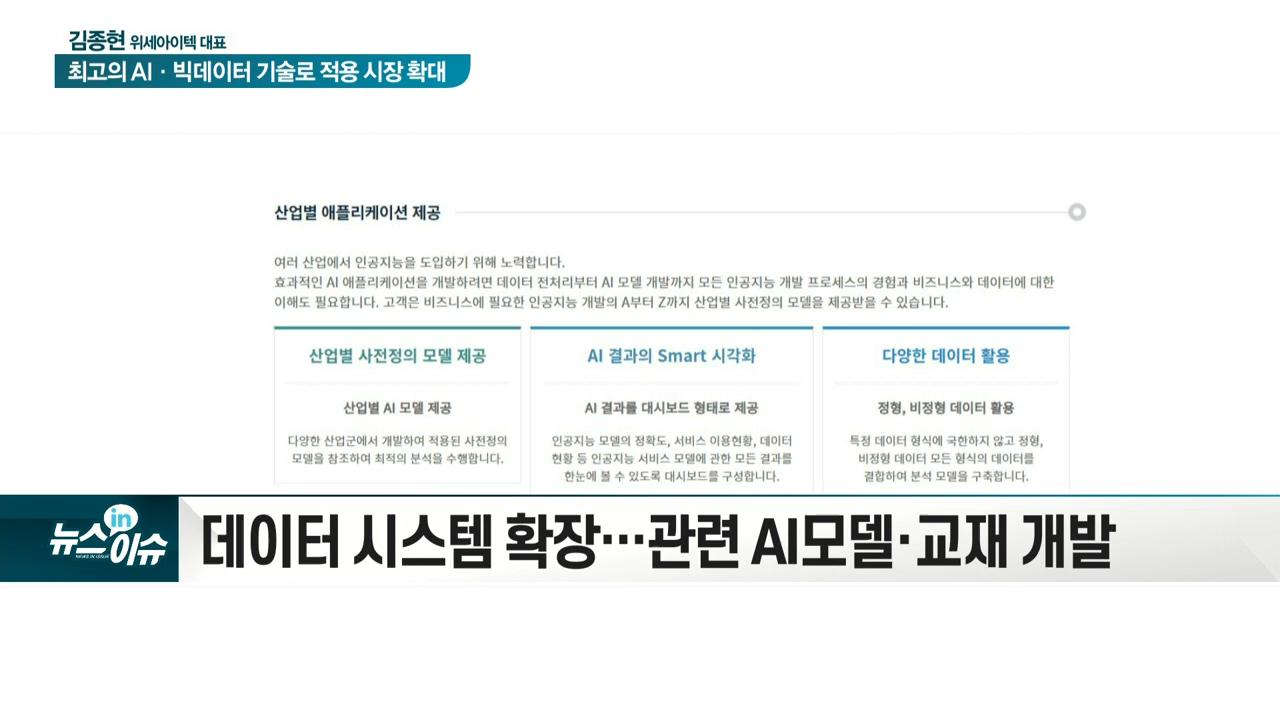 김종현 위세아이텍 대표
최고의 AI · 빅데이터 기술로 적용 시장 확대
산업별 애플리케이션 제공
여러 산업에서 인공지능을 도입하기 위해 노력합니다.
효과적인 AI 애플리케이션을 개발하려면 데이터 전처리부터 AI 모델 개발까지 모든 인공지능 개발 프로세스의 경험과 비즈니스와 데이터에 대한
이해도 필요합니다. 고객은 비즈니스에 필요한 인공지능 개발의 A부터 Z까지 산업별 사전정의 모델을 제공받을 수 있습니다.
산업별 사전정의 모델 제공
산업별 AI 모델 제공
다양한 산업군에서 개발하여 적용된 사전정의
모델을 참조하여 최적의 분석을 수행합니다.
AI 결과의 Smart 시각화
AI 결과를 대시보드 형태로 제공
인공지능 모델의 정확도, 서비스 이용현황, 데이터
현황 등 인공지능 서비스 모델에 관한 모든 결과를
한눈에 볼 수 있도록 대시보드를 구성합니다.
다양한 데이터 활용
정형, 비정형 데이터 활용
특정 데이터 형식에 국한하지 않고 정형,
비정형 데이터 모든 형식의 데이터를
결합하여 분석 모델을 구축합니다.
뉴스 in 이슈
NEWS IN ISSUE
데이터 시스템 확장…관련 AI모델·교재 개발